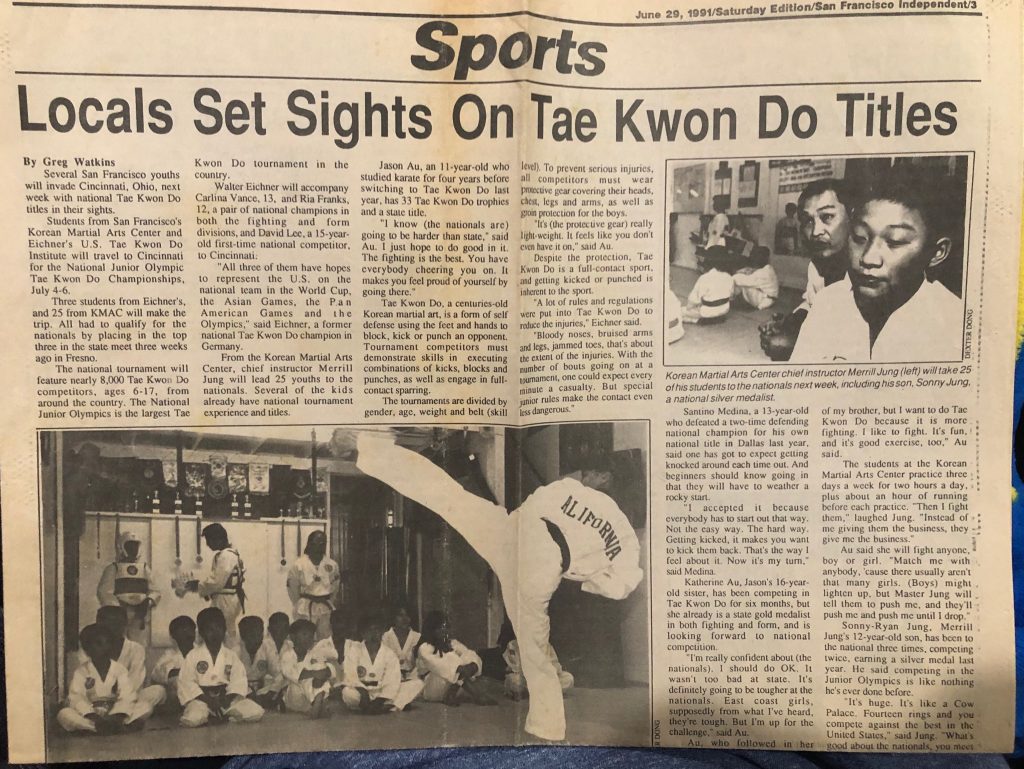 June 29, 1991/Saturday Edition/San Francisco Independent/3
Sports
Locals Set Sights On Tae Kwon Do Titles
By Greg Watkins
Several San Francisco youths
will invade Cincinnati, Ohio, next
week with national Tae Kwon Do
titles in their sights.
Students from San Francisco's
Korean Martial Arts Center and
Eichner's U.S. Tae Kwon Do
Institute will travel to Cincinnati
for the National Junior Olympic
Tae Kwon Do Championships,
July 4-6.
Three students from Eichner's,
and 25 from KMAC will make the
trip. All had to qualify for the
nationals by placing in the top
three in the state meet three weeks
ago in Fresno.
The national tournament will
feature nearly 8,000 Tae Kwon Do
competitors, ages 6-17, from
around the country. The National
Junior Olympics is the largest Tae
Kwon Do tournament in the
country.
Walter Eichner will accompany
Carlina Vance, 13, and Ria Franks,
12, a pair of national champions in
both the fighting and form
divisions, and David Lee, a 15-year-
old first-time national competitor,
to Cincinnati.
"All three of them have hopes
to represent the U.S. on the
national team in the World Cup,
the Asian Games, the Pan
American Games and the
Olympics," said Eichner, a former
national Tae Kwon Do champion in
Germany.
From the Korean Martial Arts
Center, chief instructor Merrill
Jung will lead 25 youths to the
nationals. Several of the kids
already have national tournament
experience and titles.
Jason Au, an 11-year-old who
studied karate for four years before
switching to Tae Kwon Do last
year, has 33 Tae Kwon Do trophies
and a state title.
"I know (the nationals are)
going to be harder than state," said
Au. I just hope to do good in it.
The fighting is the best. You have
everybody cheering you on. It
makes you feel proud of yourself by
going there."
Tae Kwon Do, a centuries-old
Korean martial art, is a form of self
defense using the feet and hands to
block, kick or punch an opponent.
Tournament competitors must
demonstrate skills in executing
combinations of kicks, blocks and
punches, as well as engage in full-
contact sparring.
The tournaments are divided by
gender, age, weight and belt (skill
level). To prevent serious injuries,
all competitors must wear
protective gear covering their heads,
chest, legs and arms, as well as
groin protection for the boys.
"It's (the protective gear) really
light-weight. It feels like you don't
even have it on," said Au.
Despite the protection, Tae
Kwon Do is a full-contact sport,
and getting kicked or punched is
inherent to the sport.
"A lot of rules and regulations
were put into Tae Kwon Do to
reduce the injuries," Eichner said.
"Bloody noses, bruised arms
and legs, jammed toes, that's about
the extent of the injuries. With the
number of bouts going on at a
tournament, one could expect every
minute a casualty. But special
junior rules make the contact even
less dangerous."
DEXTER DONG
Korean Martial Arts Center chief instructor Merrill Jung (left) will take 25
of his students to the nationals next week, including his son, Sonny Jung,
a national silver medalist.
ALIFORNIA
R DONG
Santino Medina, a 13-year-old
who defeated a two-time defending
national champion for his own
national title in Dallas last year,
said one has got to expect getting
knocked around each time out. And
beginners should know going in
that they will have to weather a
rocky start.
"I accepted it because
everybody has to start out that way.
Not the easy way. The hard way.
Getting kicked, it makes you want
to kick them back. That's the way I
feel about it. Now it's my turn,"
said Medina.
Katherine Au, Jason's 16-year-
old sister, has been competing in
Tae Kwon Do for six months, but
she already is a state gold medalist
in both fighting and form, and is
looking forward to national
competition.
"I'm really confident about (the
nationals). I should do OK. It
wasn't too bad at state. It's
definitely going to be tougher at the
nationals. East coast girls,
supposedly from what I've heard,
they're tough. But I'm up for the
challenge," said Au.
Au, who followed in her
of my brother, but I want to do Tae
Kwon Do because it is more
fighting. I like to fight. It's fun,
and it's good exercise, too," Au
said.
The students at the Korean
Martial Arts Center practice three
days a week for two hours a day,
plus about an hour of running
before each practice. "Then I fight
them," laughed Jung. "Instead of
me giving them the business, they
give me the business."
Au said she will fight anyone,
boy or girl. "Match me with
anybody, 'cause there usually aren't
that many girls. (Boys) might
lighten up, but Master Jung will
tell them to push me, and they'll
push me and push me until I drop."
Sonny-Ryan Jung, Merrill
Jung's 12-year-old son, has been to
the national three times, competing
twice, earning a silver medal last
year. He said competing in the
Junior Olympics is like nothing
he's ever done before.
"It's huge. It's like a Cow
Palace. Fourteen rings and you
compete against the best in the
United States," said Jung. "What's
good about the nationals, you meet